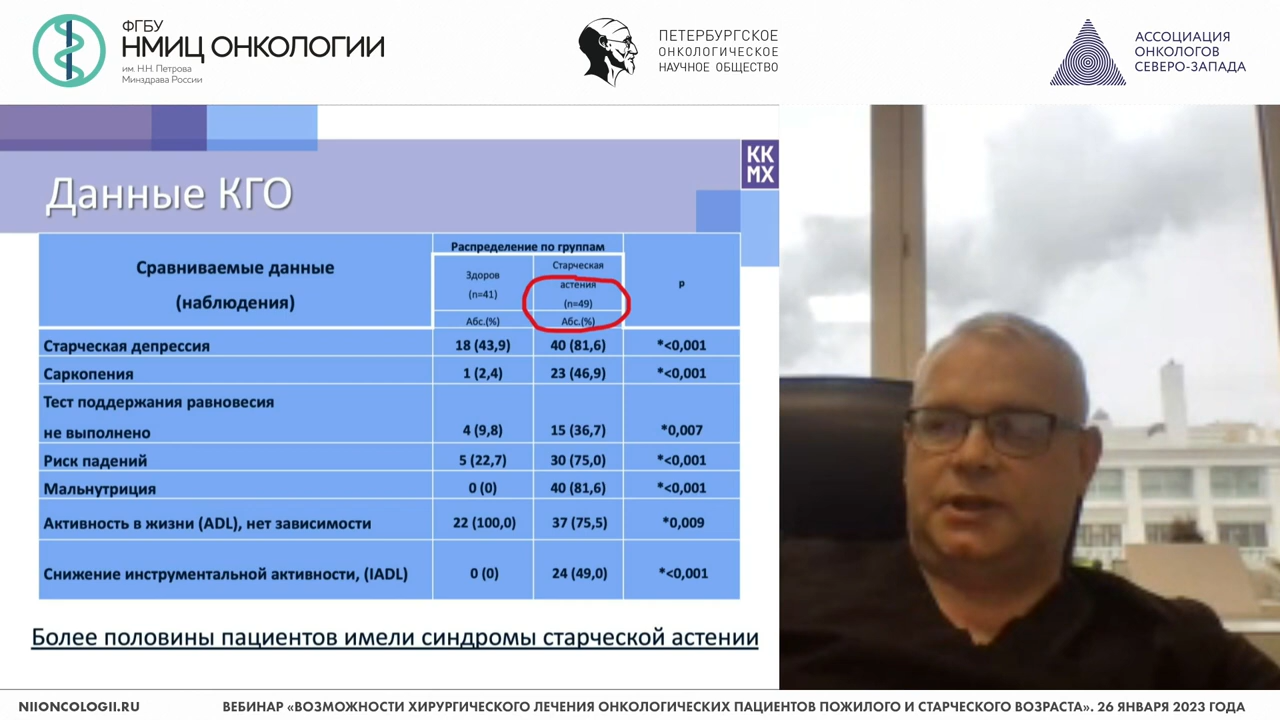 ФГБУ
НМИЦ ОНКОЛОГИИ
им. Н.Н. Петрова
Минздрава России
ПЕТЕРБУРГСКОЕ
ОНКОЛОГИЧЕСКОЕ
НАУЧНОЕ ОБЩЕСТВО
АССОЦИАЦИЯ
ОНКОЛОГОВ
СЕВЕРО-ЗАПАДА
КК
МХ
Данные КГО
Сравниваемые данные
(наблюдения)
Распределение по группам
Здоров
(n=41)
Абс.(%)
Старческая
астения
(n=49)
Абс.(%)
р
Старческая депрессия 18 (43,9) 40 (81,6) *<0,001
Саркопения 1 (2,4) 23 (46,9) *<0,001
Тест поддержания равновесия
не выполнено 4 (9,8) 15 (36,7) *0,007
Риск падений 5 (22,7) 30 (75,0) *<0,001
Мальнутриция 0 (0) 40 (81,6) *<0,001
Активность в жизни (ADL), нет зависимости 22 (100,0) 37 (75,5) *0,009
Снижение инструментальной активности, (IADL) 0 (0) 24 (49,0) *<0,001
Более половины пациентов имели синдромы старческой астении
NIIONCOLOGII.RU
ВЕБИНАР «ВОЗМОЖНОСТИ ХИРУРГИЧЕСКОГО ЛЕЧЕНИЯ ОНКОЛОГИЧЕСКИХ ПАЦИЕНТОВ ПОЖИЛОГО И СТАРЧЕСКОГО ВОЗРАСТА». 26 ЯНВАРЯ 2023 ГОДА